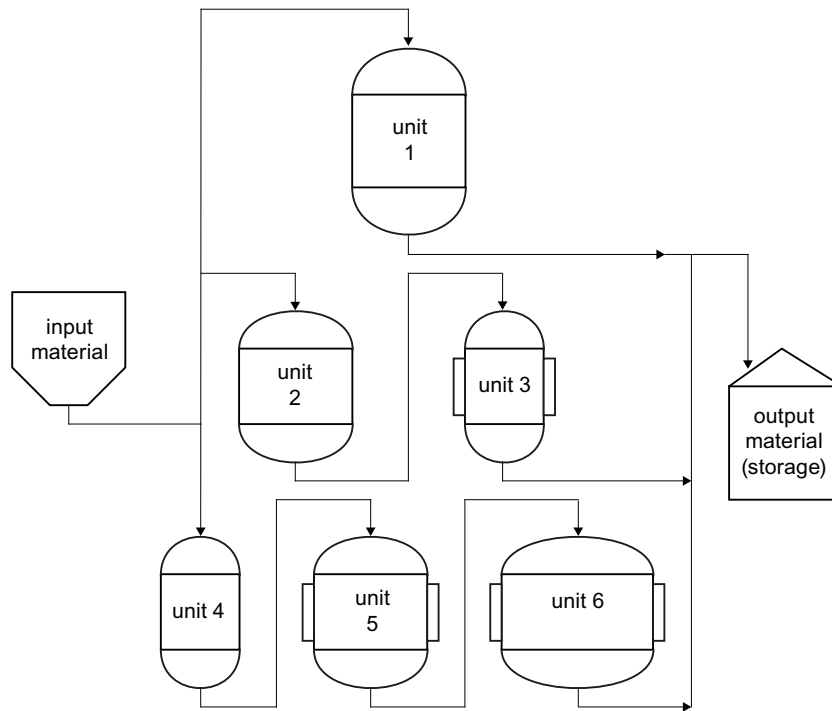 unit
1
input
material
unit
2
unit 3
output
material
(storage)
unit 4
unit
5
unit 6